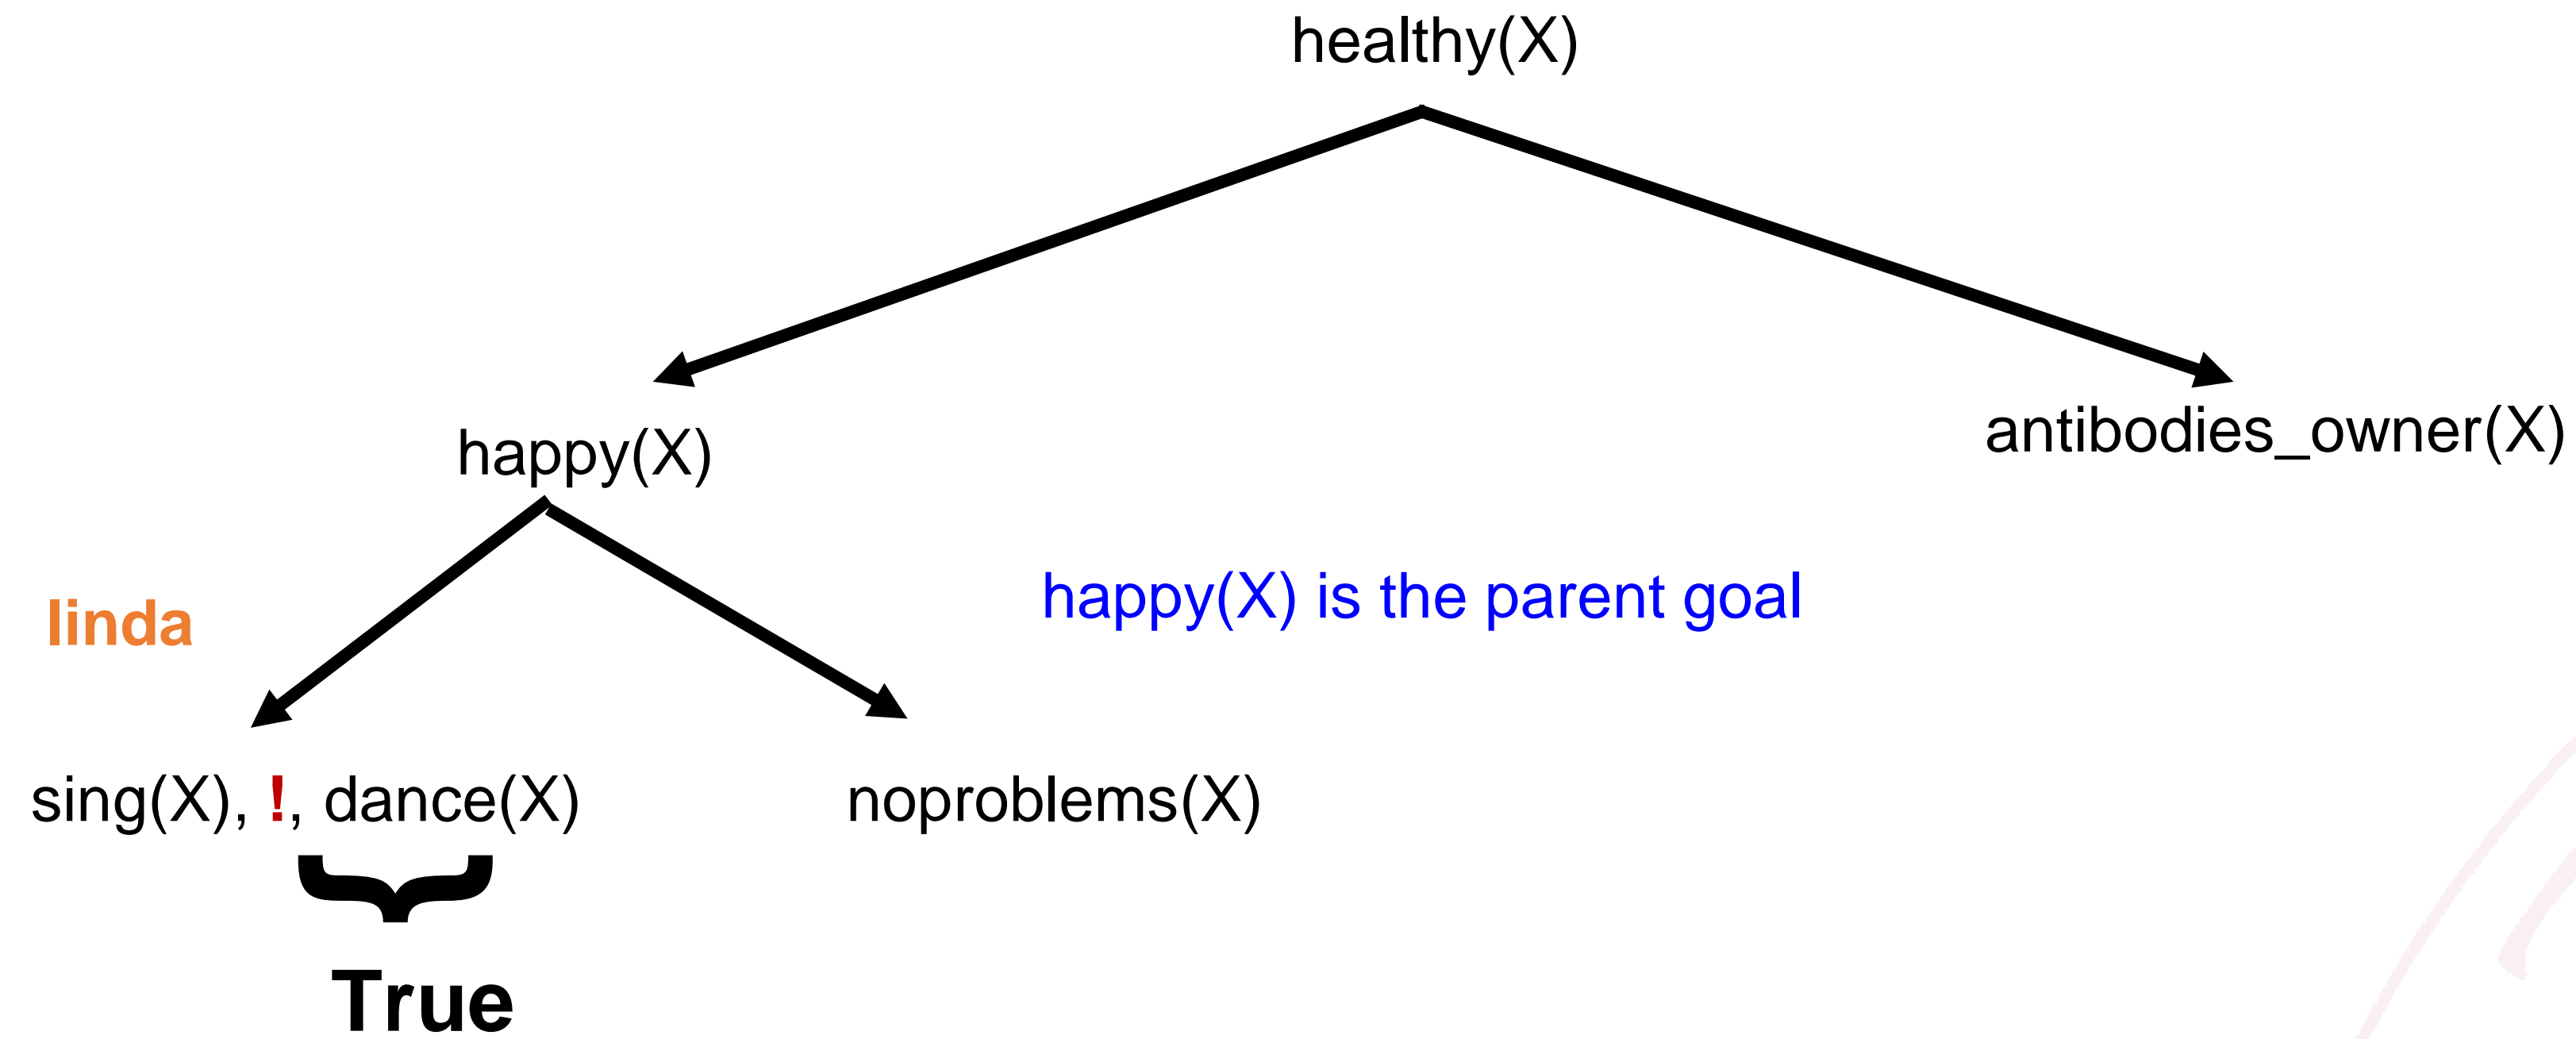 healthy(X)
happy(X)
antibodies_owner(X)
linda
happy(X) is the parent goal
sing(X), !, dance(X)
noproblems(X)
True